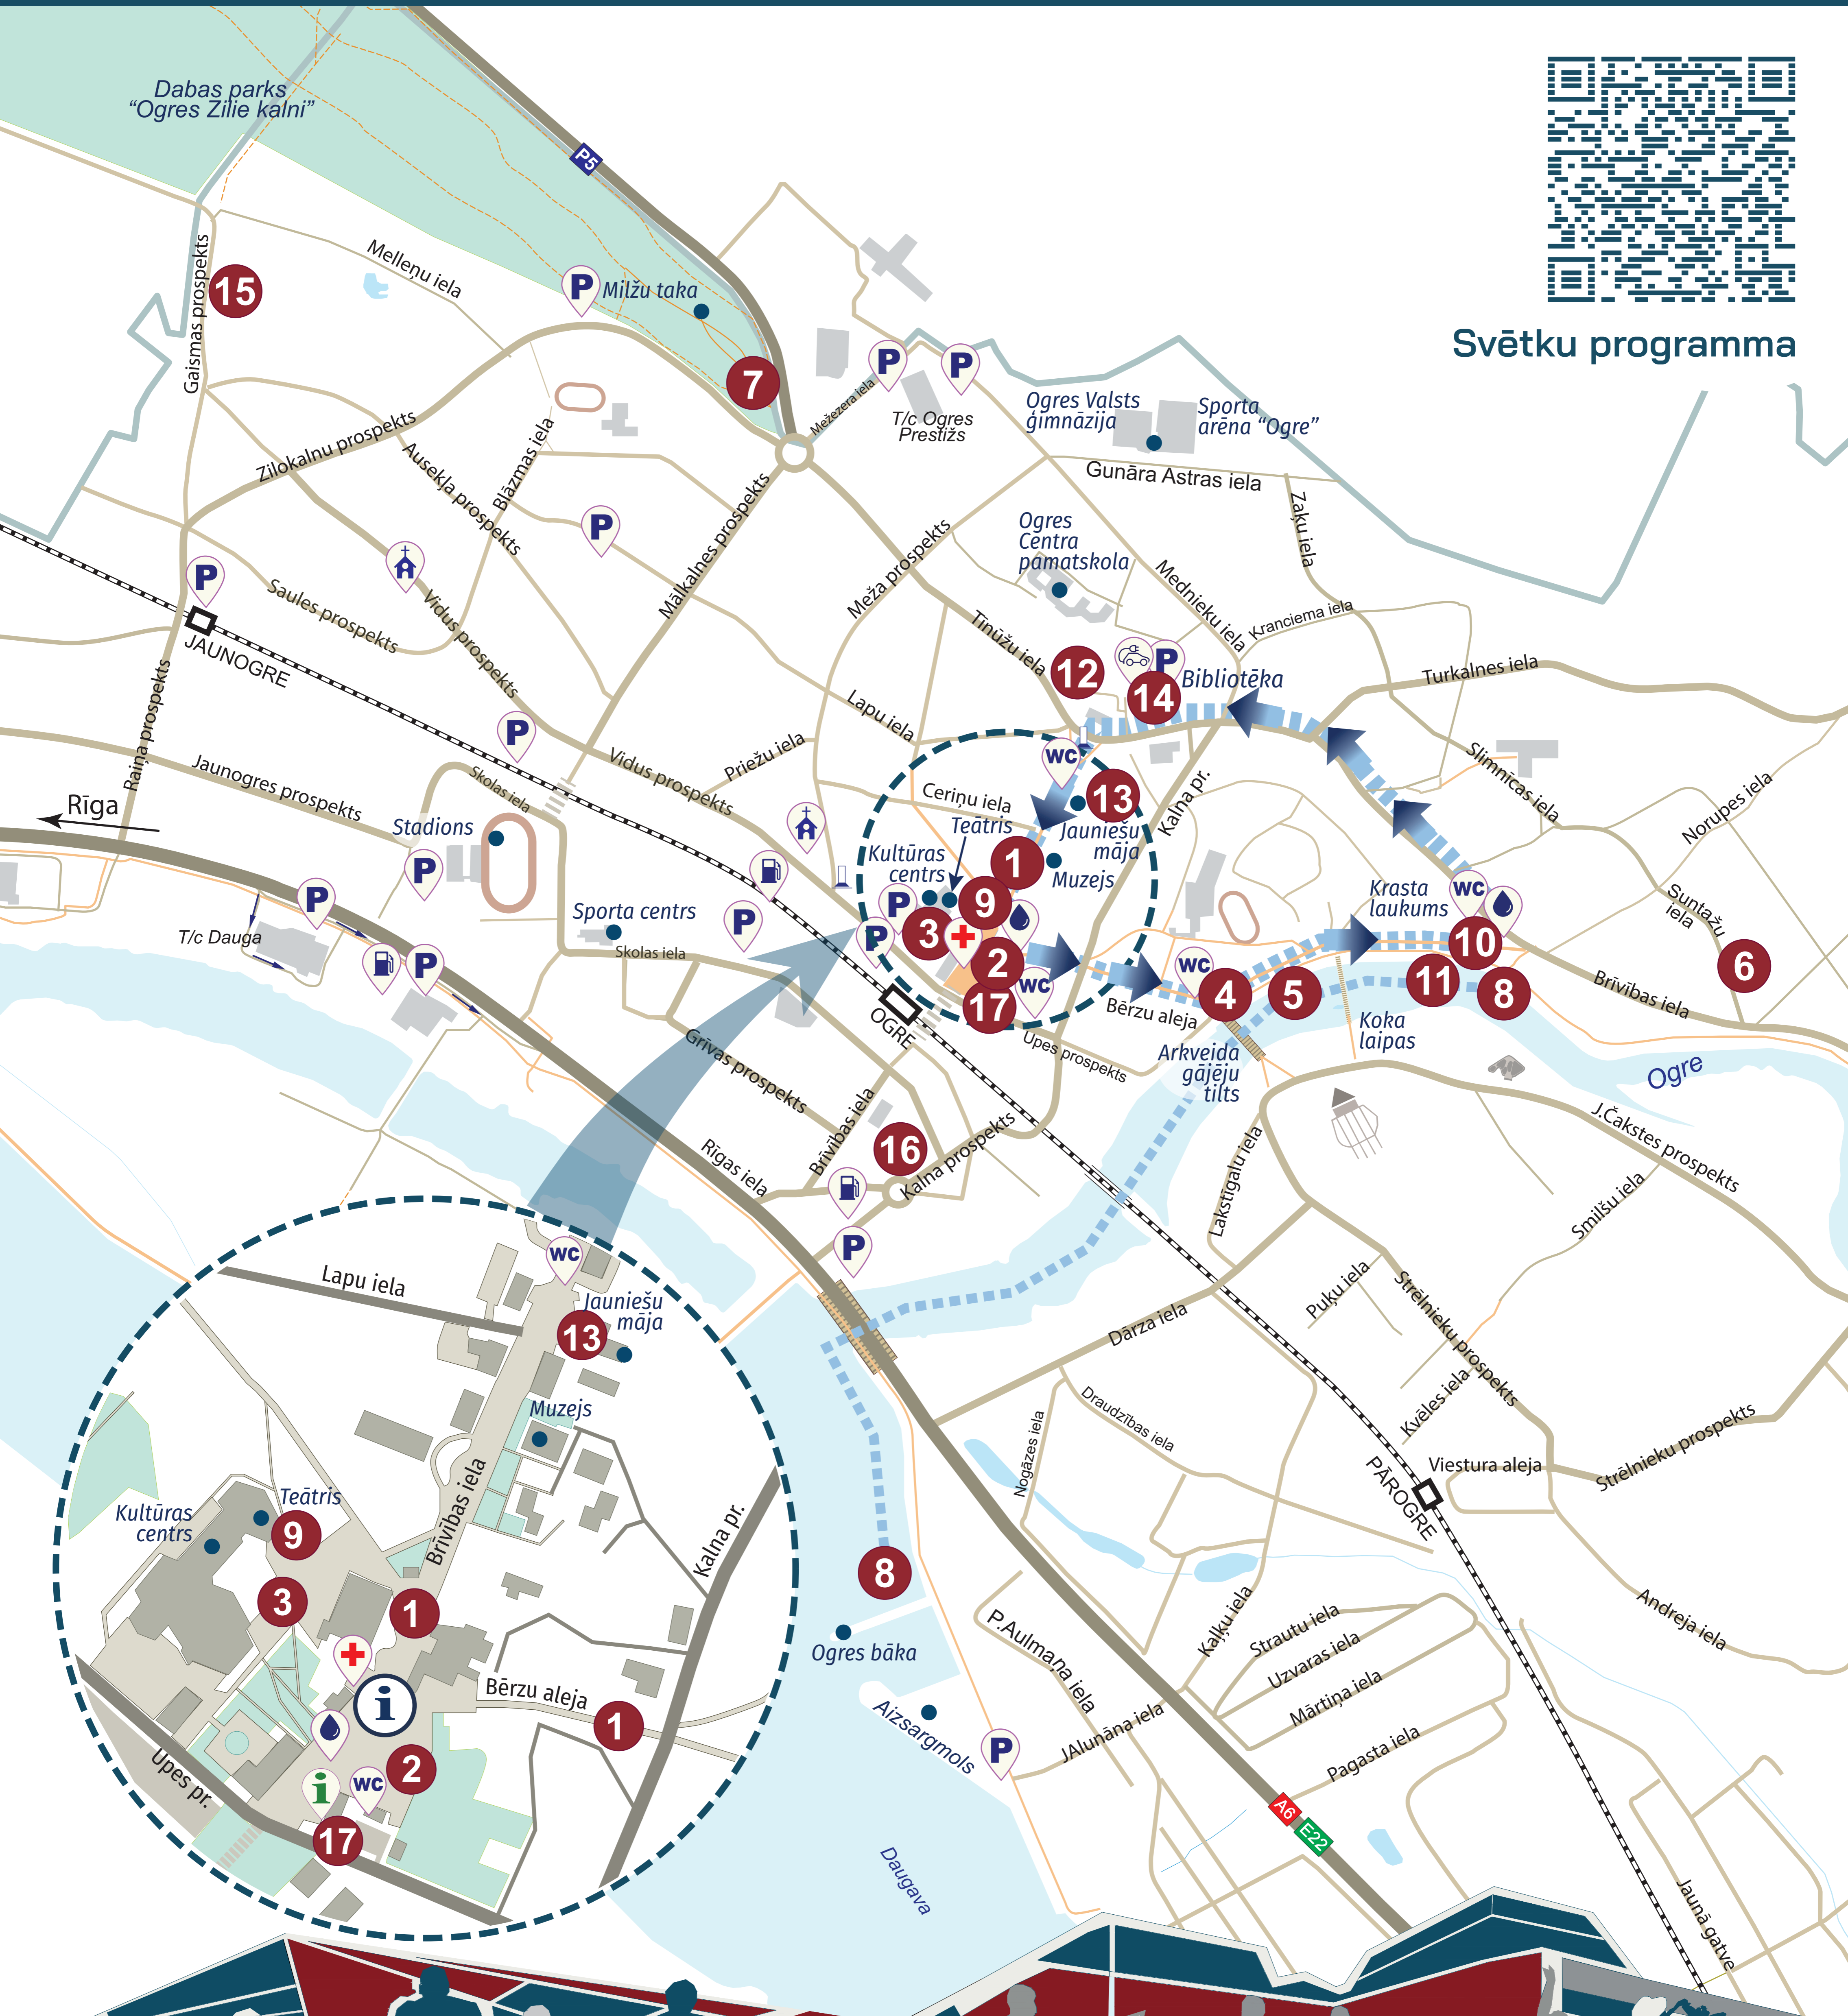 Dabas parks
“Ogres Zilie kalni”
P5
Svētku programma
Gaismas prospekts
15
Melleņu iela
P
Milžu taka
7
Mežezera iela
P
P
T/c Ogres
Prestižs
Ogres Valsts
ģimnāzija
Sporta
arēna “Ogre”
Gunāra Astras iela
Zaķu iela
Zilokalnu prospekts
Ausekļa prospekts
Blāzmas iela
P
Mālkalnes prospekts
Meža prospekts
Ogres
Centra
pamatskola
Mednieku iela
Kranciema iela
Tīnūžu iela
P
JAUNOGRE
Saules prospekts
Vidus prospekts
Raiņa prospekts
12
P
14
Bibliotēka
Turkalnes iela
Lapu iela
P
Priežu iela
Vidus prospekts
Jaunogres prospekts
Skolas iela
Rīga
Stadions
P
P
T/c Dauga
P
Sporta centrs
Skolas iela
P
WC
13
Ceriņu iela
Teātris
Jauniešu
māja
Kalna pr.
1
Kultūras
centrs
Muzejs
P
9
P
3
2
WC
17
OGRE
Slimnīcas iela
Norupes iela
Suntažu
iela
Krasta
laukums
WC
10
6
WC
4
5
11
8
Brīvības iela
Bērzu aleja
Koka
laipas
Upes prospekts
Arkveida
gājēju
tilts
Ogre
Grīvas prospekts
Brīvības iela
16
Kalna prospekts
Rīgas iela
P
Lakstīgalu iela
J.Čakstes prospekts
Smilšu iela
Puķu iela
Strēlnieku prospekts
Dārza iela
Kvēles iela
Draudzības iela
Nogāzes iela
Viestura aleja
Strēlnieku prospekts
PĀROGRE
WC
Lapu iela
Jauniešu
māja
13
Muzejs
Brīvības iela
Teātris
Kultūras
centrs
9
Kalna pr.
3
1
i
Bērzu aleja
1
2
i
WC
Upes pr.
17
8
Ogres bāka
Aizsargmols
P
Daugava
P.Aulmaņa iela
JAlunāna iela
Kaļķu iela
Strautu iela
Uzvaras iela
Mārtiņa iela
Pagasta iela
Andreja iela
A6
E22
Jaunā gatve